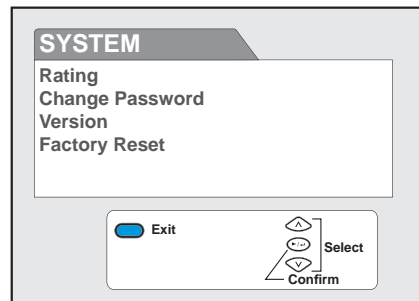 SYSTEM
Rating
Change Password
Version
Factory Reset
Exit
Select
Confirm